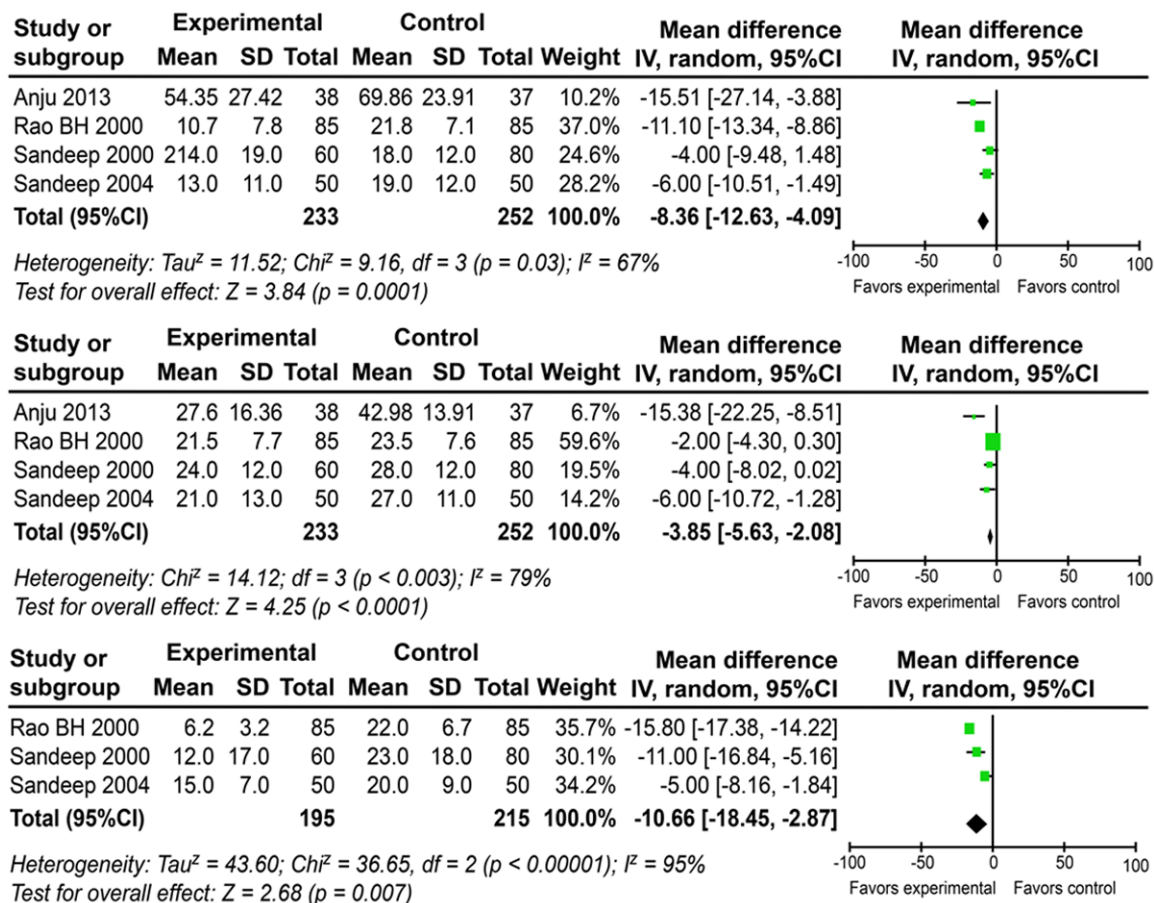 Study or Experimental Control Mean difference Mean difference
subgroup Mean SD Total Mean SD Total Weight IV, random, 95%CI IV, random, 95%CI
Anju 2013 54.35 27.42 38 69.86 23.91 37 10.2% -15.51 [-27.14, -3.88]
Rao BH 2000 10.7 7.8 85 21.8 7.1 85 37.0% -11.10 [-13.34, -8.86]
Sandeep 2000 214.0 19.0 60 18.0 12.0 80 24.6% -4.00 [-9.48, 1.48]
Sandeep 2004 13.0 11.0 50 19.0 12.0 50 28.2% -6.00 [-10.51, -1.49]
Total (95%CI) 233 252 100.0% -8.36 [-12.63, -4.09]
Heterogeneity: Tauᶻ = 11.52; Chiᶻ = 9.16, df = 3 (p = 0.03); Iᶻ = 67%
Test for overall effect: Z = 3.84 (p = 0.0001)
-100 -50 0 50 100
Favors experimental Favors control
Study or Experimental Control Mean difference Mean difference
subgroup Mean SD Total Mean SD Total Weight IV, random, 95%CI IV, random, 95%CI
Anju 2013 27.6 16.36 38 42.98 13.91 37 6.7% -15.38 [-22.25, -8.51]
Rao BH 2000 21.5 7.7 85 23.5 7.6 85 59.6% -2.00 [-4.30, 0.30]
Sandeep 2000 24.0 12.0 60 28.0 12.0 80 19.5% -4.00 [-8.02, 0.02]
Sandeep 2004 21.0 13.0 50 27.0 11.0 50 14.2% -6.00 [-10.72, -1.28]
Total (95%CI) 233 252 100.0% -3.85 [-5.63, -2.08]
Heterogeneity: Chiᶻ = 14.12; df = 3 (p < 0.003); Iᶻ = 79%
Test for overall effect: Z = 4.25 (p < 0.0001)
-100 -50 0 50 100
Favors experimental Favors control
Study or Experimental Control Mean difference Mean difference
subgroup Mean SD Total Mean SD Total Weight IV, random, 95%CI IV, random, 95%CI
Rao BH 2000 6.2 3.2 85 22.0 6.7 85 35.7% -15.80 [-17.38, -14.22]
Sandeep 2000 12.0 17.0 60 23.0 18.0 80 30.1% -11.00 [-16.84, -5.16]
Sandeep 2004 15.0 7.0 50 20.0 9.0 50 34.2% -5.00 [-8.16, -1.84]
Total (95%CI) 195 215 100.0% -10.66 [-18.45, -2.87]
Heterogeneity: Tauᶻ = 43.60; Chiᶻ = 36.65, df = 2 (p < 0.00001); Iᶻ = 95%
Test for overall effect: Z = 2.68 (p = 0.007)
-100 -50 0 50 100
Favors experimental Favors control